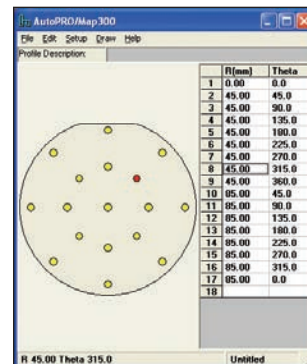 AutoPRO/Map300
File Edit Setup Draw Help
Profile Description:
R(mm) Theta
1 0.00 0.0
2 45.00 45.0
3 45.00 90.0
4 45.00 135.0
5 45.00 180.0
6 45.00 225.0
7 45.00 270.0
8 45.00 315.0
9 45.00 360.0
10 85.00 45.0
11 85.00 90.0
12 85.00 135.0
13 85.00 180.0
14 85.00 225.0
15 85.00 270.0
16 85.00 315.0
17 85.00 0.0
18
R 45.00 Theta 315.0 Untitled